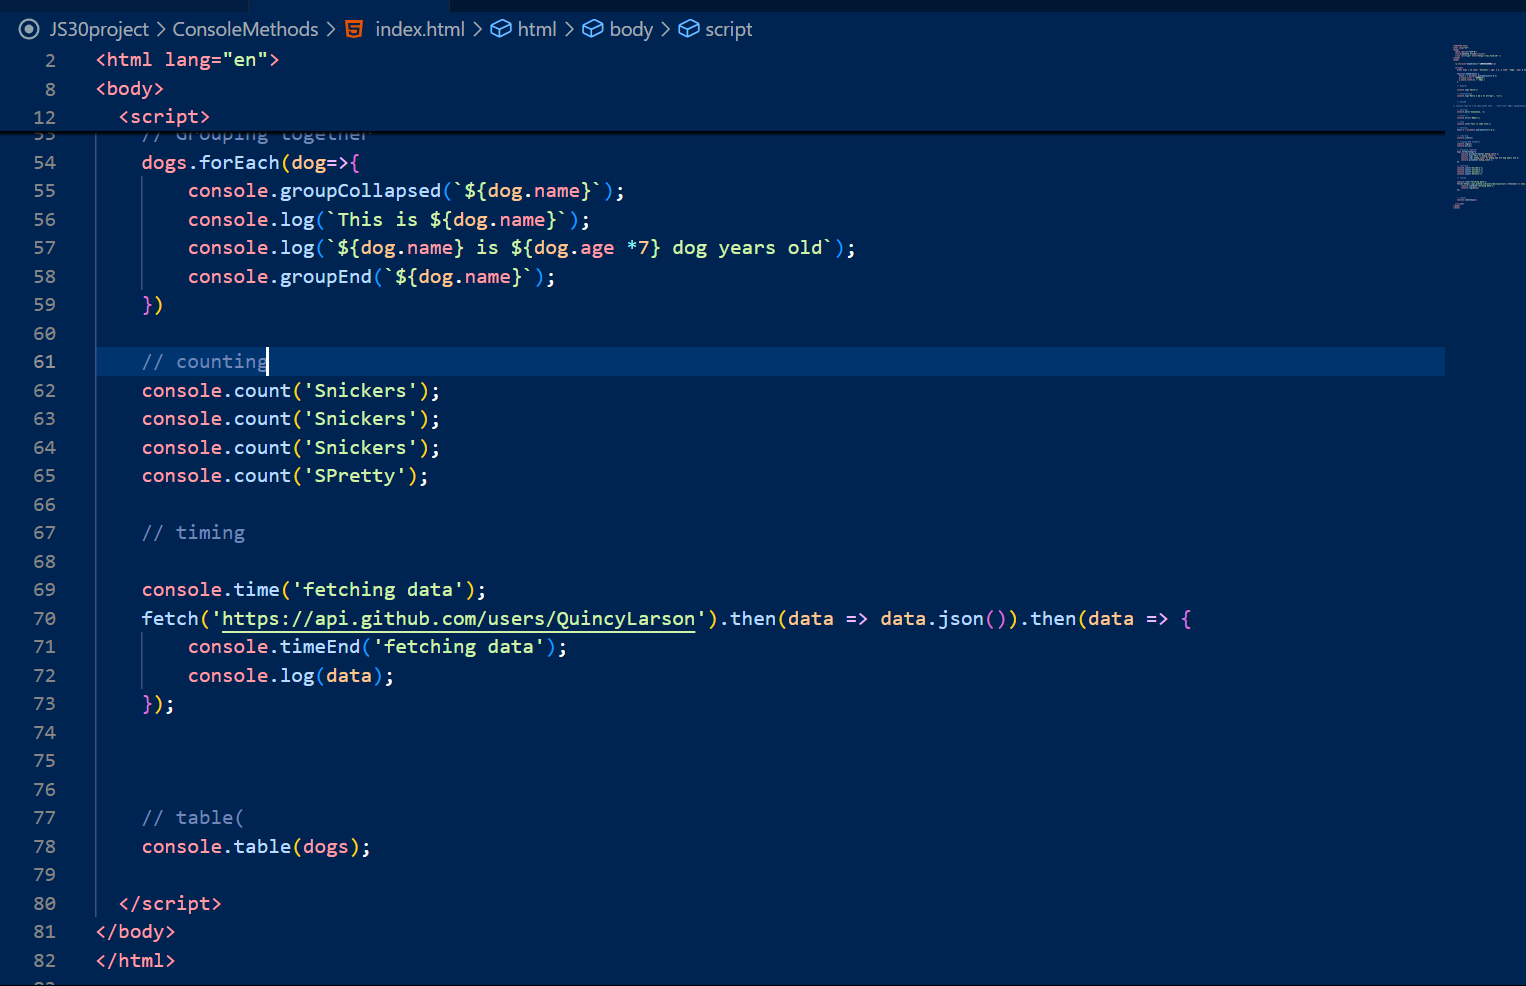 JS30project > ConsoleMethods > index.html > html > body > script
2 <html lang="en">
8 <body>
12 <script>
53 // Grouping together
54 dogs.forEach(dog=>{
55 console.groupCollapsed(`${dog.name}`);
56 console.log(`This is ${dog.name}`);
57 console.log(`${dog.name} is ${dog.age *7} dog years old`);
58 console.groupEnd(`${dog.name}`);
59 })
60
61 // counting
62 console.count('Snickers');
63 console.count('Snickers');
64 console.count('Snickers');
65 console.count('SPretty');
66
67 // timing
68
69 console.time('fetching data');
70 fetch('https://api.github.com/users/QuincyLarson').then(data => data.json()).then(data => {
71 console.timeEnd('fetching data');
72 console.log(data);
73 });
74
75
76
77 // table(
78 console.table(dogs);
79
80 </script>
81 </body>
82 </html>